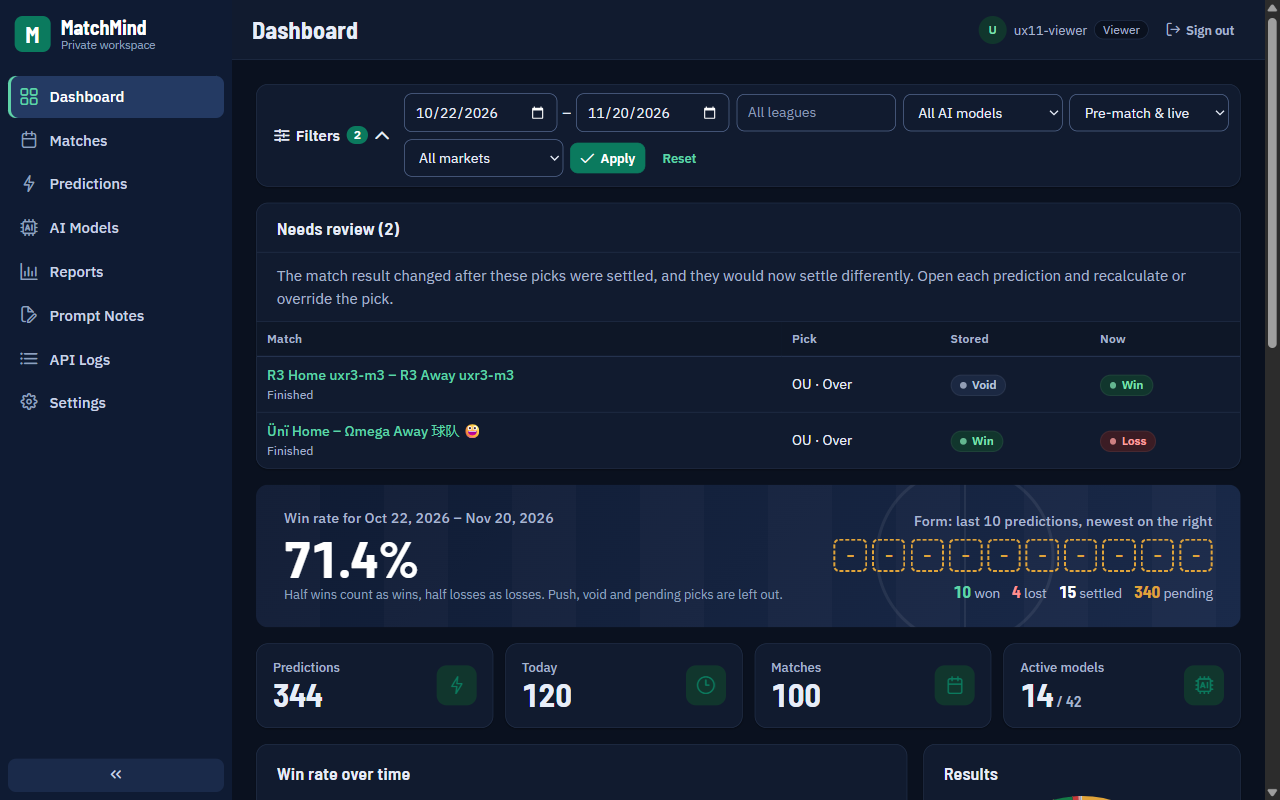 M MatchMind
Private workspace
Dashboard
Matches
Predictions
AI Models
Reports
Prompt Notes
API Logs
Settings
«
Dashboard
U ux11-viewer Viewer Sign out
Filters 2
10/22/2026 – 11/20/2026 All leagues All AI models Pre-match & live
All markets Apply Reset
Needs review (2)
The match result changed after these picks were settled, and they would now settle differently. Open each prediction and recalculate or
override the pick.
Match Pick Stored Now
R3 Home uxr3-m3 – R3 Away uxr3-m3 OU · Over Void Win
Finished
Ünï Home – Ωmega Away 球队 😀 OU · Over Win Loss
Finished
Win rate for Oct 22, 2026 – Nov 20, 2026
71.4%
Half wins count as wins, half losses as losses. Push, void and pending picks are left out.
Form: last 10 predictions, newest on the right
– – – – – – – – – –
10 won 4 lost 15 settled 340 pending
Predictions
344
Today
120
Matches
100
Active models
14 / 42
AI
Win rate over time
Results